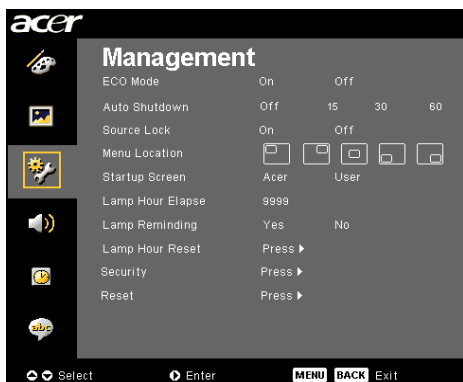 acer
Management
ECO Mode On Off
Auto Shutdown Off 15 30 60
Source Lock On Off
Menu Location
Startup Screen Acer User
Lamp Hour Elapse 9999
Lamp Reminding Yes No
Lamp Hour Reset Press
Security Press
Reset Press
abc
Select Enter MENU BACK Exit